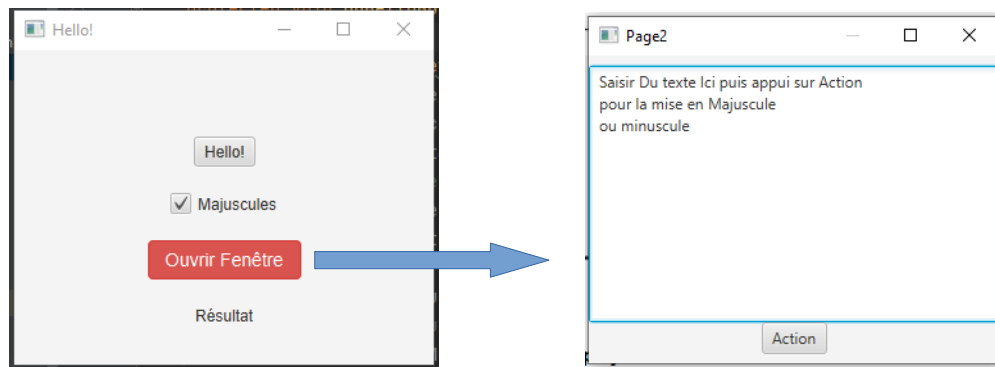 Hello!
Hello!
Majuscules
Ouvrir Fenêtre
Résultat
Page2
Saisir Du texte Ici puis appui sur Action
pour la mise en Majuscule
ou minuscule
Action